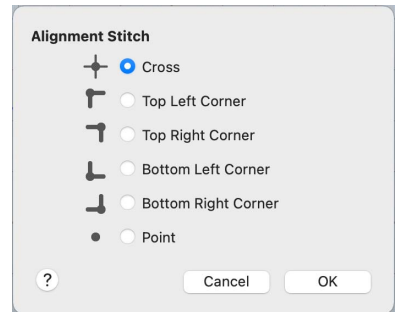 Alignment Stitch
Cross
Top Left Corner
Top Right Corner
Bottom Left Corner
Bottom Right Corner
Point
? Cancel OK